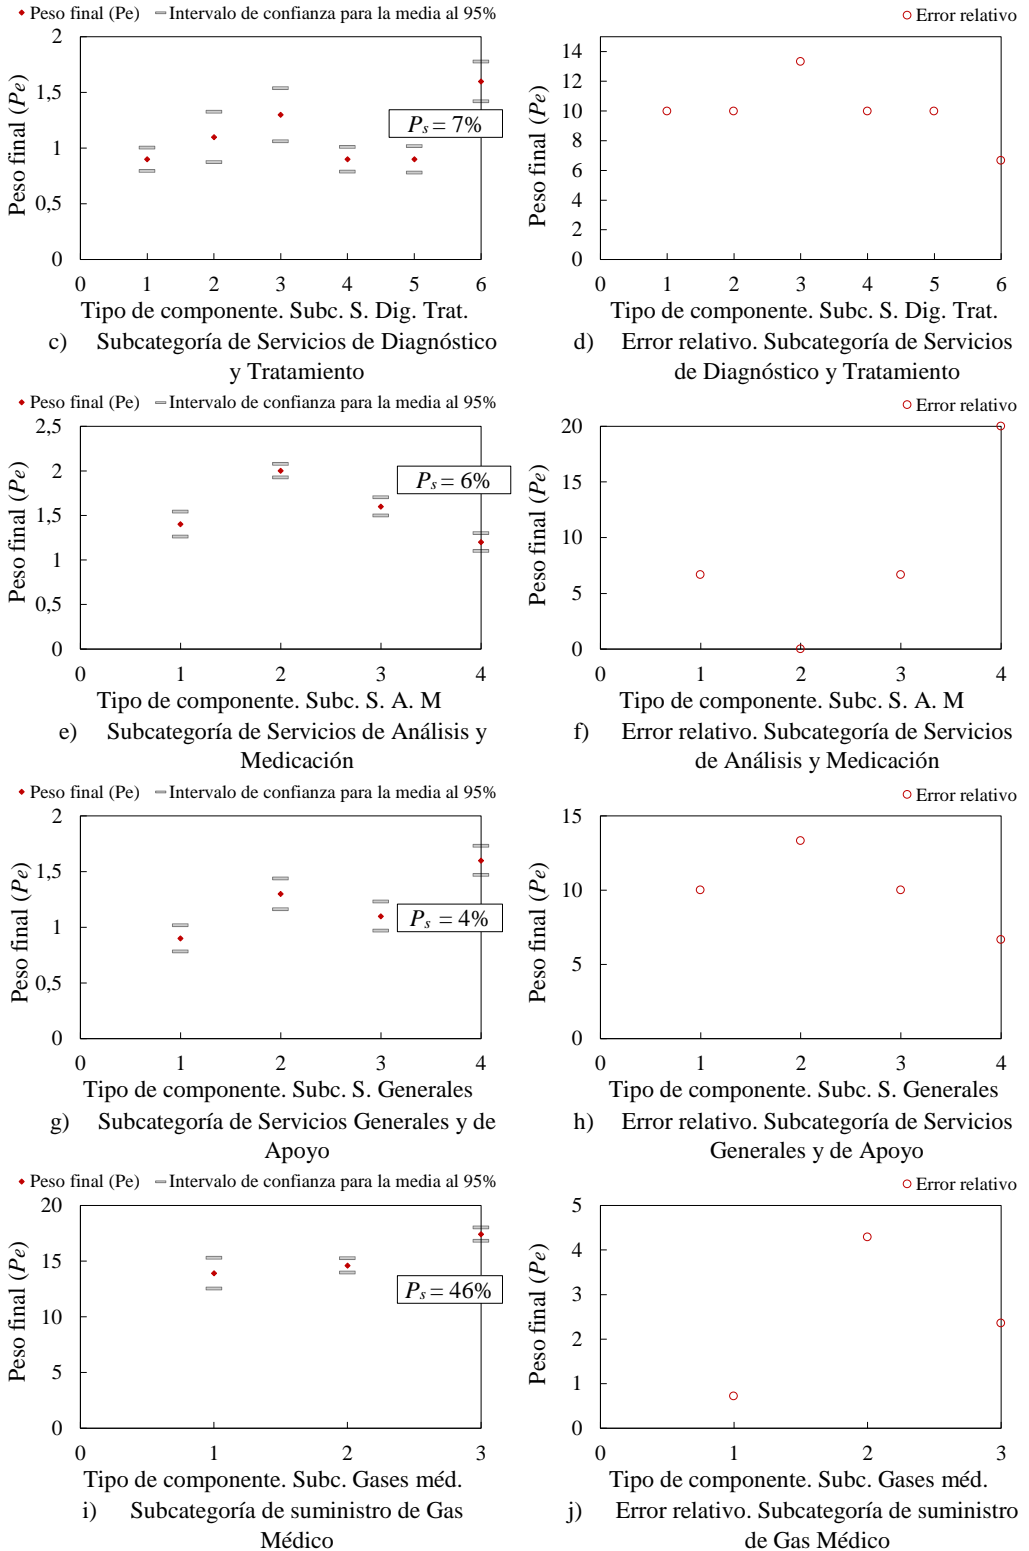 Peso final (Pe) Intervalo de confianza para la media al 95%
2
1,5
1
0,5
0
Peso final (Pe)
Ps = 7%
0 1 2 3 4 5 6
Tipo de componente. Subc. S. Dig. Trat.
c) Subcategoría de Servicios de Diagnóstico
y Tratamiento
Error relativo
14
12
10
8
6
4
2
0
Peso final (Pe)
0 1 2 3 4 5 6
Tipo de componente. Subc. S. Dig. Trat.
d) Error relativo. Subcategoría de Servicios
de Diagnóstico y Tratamiento
Peso final (Pe) Intervalo de confianza para la media al 95%
2,5
2
1,5
1
0,5
0
Peso final (Pe)
Ps = 6%
0 1 2 3 4
Tipo de componente. Subc. S. A. M
e) Subcategoría de Servicios de Análisis y
Medicación
Error relativo
20
15
10
5
0
Peso final (Pe)
0 1 2 3 4
Tipo de componente. Subc. S. A. M
f) Error relativo. Subcategoría de Servicios
de Análisis y Medicación
Peso final (Pe) Intervalo de confianza para la media al 95%
2
1,5
1
0,5
0
Peso final (Pe)
Ps = 4%
0 1 2 3 4
Tipo de componente. Subc. S. Generales
g) Subcategoría de Servicios Generales y de
Apoyo
Error relativo
15
10
5
0
Peso final (Pe)
0 1 2 3 4
Tipo de componente. Subc. S. Generales
h) Error relativo. Subcategoría de Servicios
Generales y de Apoyo
Peso final (Pe) Intervalo de confianza para la media al 95%
20
15
10
5
0
Peso final (Pe)
Ps = 46%
0 1 2 3
Tipo de componente. Subc. Gases méd.
i) Subcategoría de suministro de Gas
Médico
Error relativo
5
4
3
2
1
0
Peso final (Pe)
0 1 2 3
Tipo de componente. Subc. Gases méd.
j) Error relativo. Subcategoría de suministro
de Gas Médico